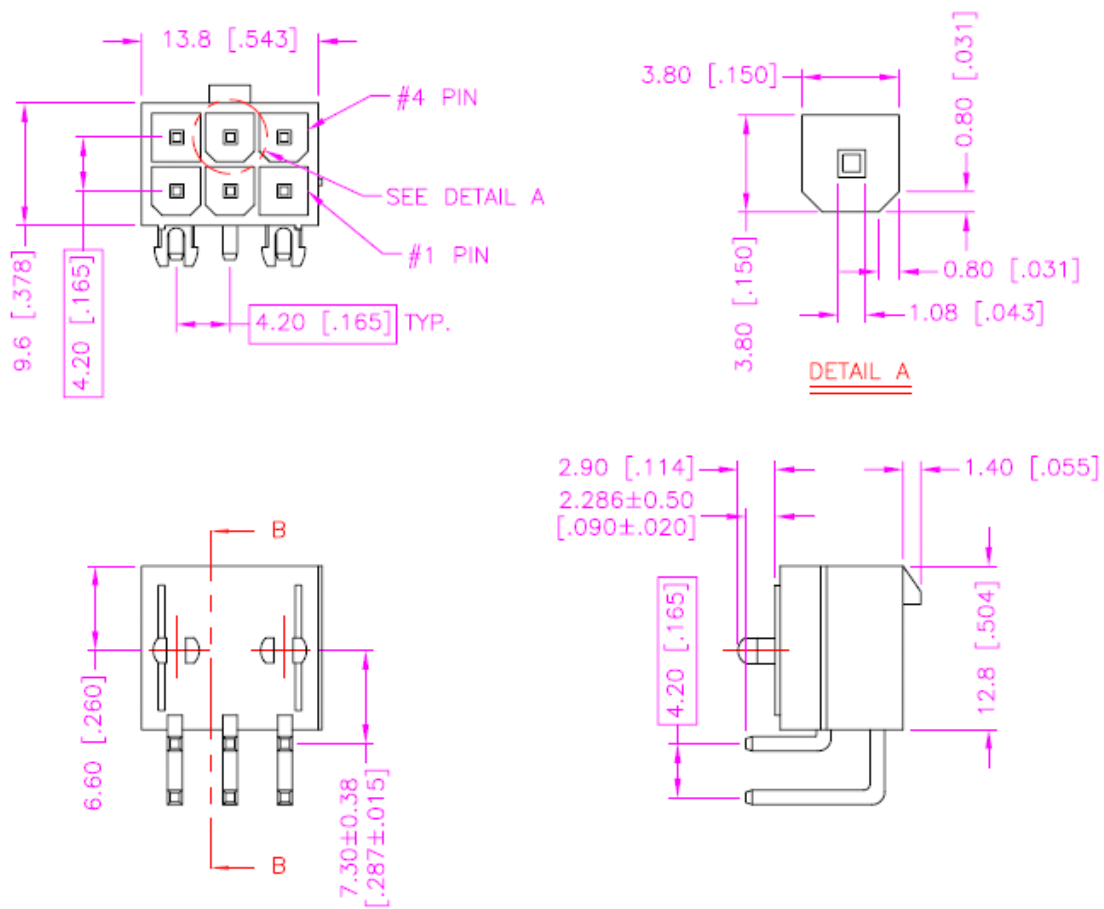 13.8 [.543]
#4 PIN
SEE DETAIL A
#1 PIN
9.6 [.378]
4.20 [.165]
4.20 [.165] TYP.
3.80 [.150]
0.80 [.031]
3.80 [.150]
0.80 [.031]
1.08 [.043]
DETAIL A
B
6.60 [.260]
7.30±0.38
[.287±.015]
B
2.90 [.114]
1.40 [.055]
2.286±0.50
[.090±.020]
4.20 [.165]
12.8 [.504]